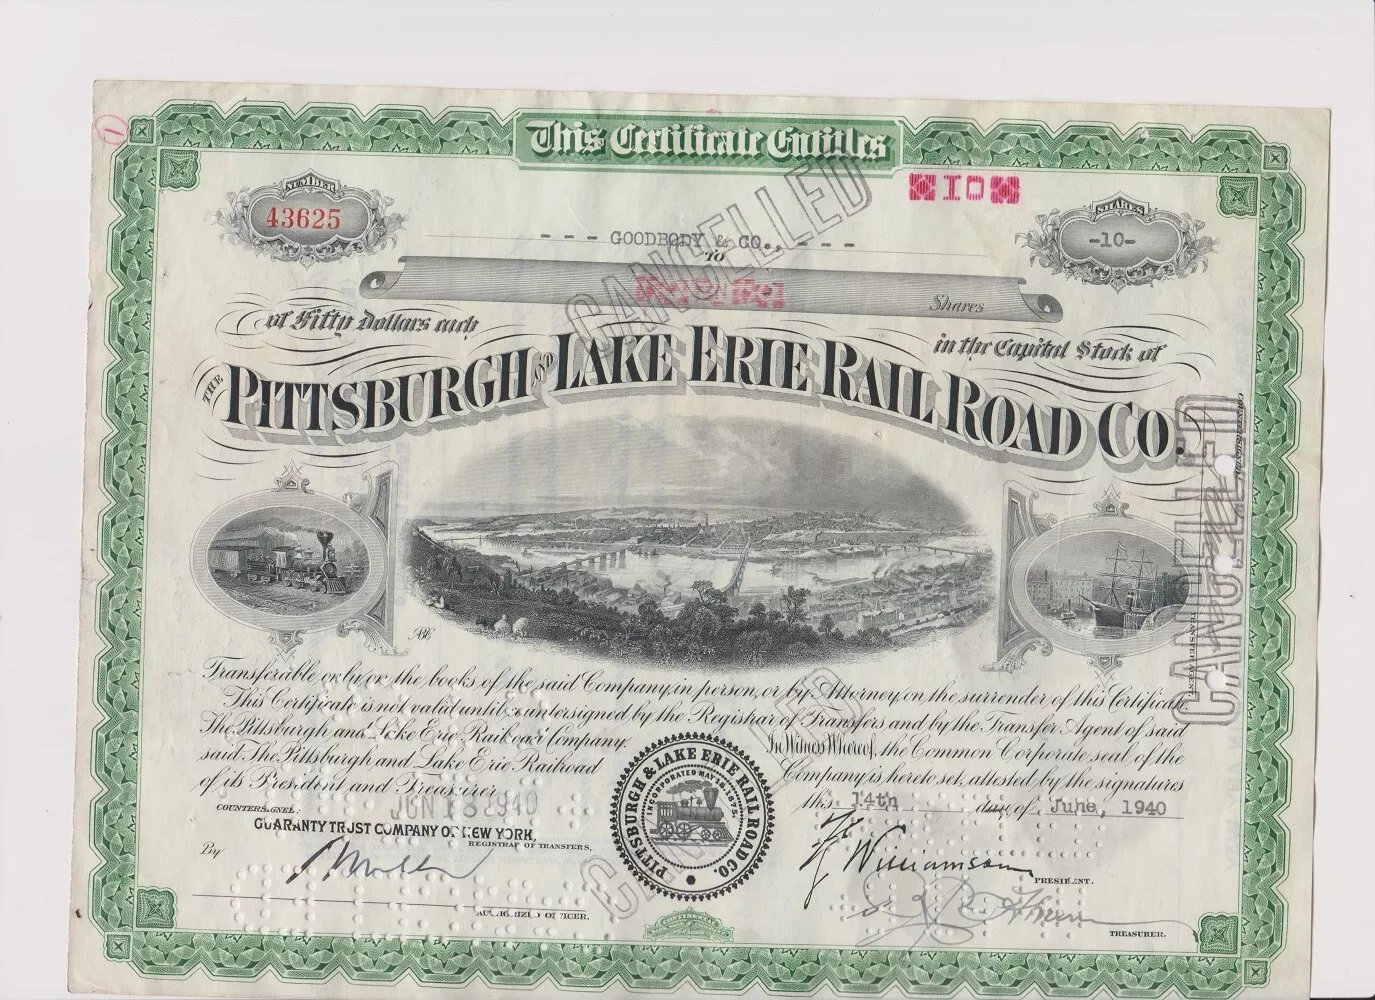 This Certificate Entitles
1
10
NUMBER
43625
SHARES
-10-
- - - GOODBODY & CO., - - -
TO
Shares
of Fifty Dollars each
in the Capital Stock of
THE PITTSBURGH AND LAKE ERIE RAIL ROAD CO.
CANCELLED
CANCELLED
Transferable only on the books of the said Company, in person, or by Attorney, on the surrender of this Certificate.
This Certificate is not valid until countersigned by the Registrar of Transfers and by the Transfer Agent of said
The Pittsburgh and Lake Erie Railroad Company.
In Witness Whereof, the Common Corporate seal of the
said The Pittsburgh and Lake Erie Railroad
Company is hereto set, attested by the signatures
of its President and Treasurer
this 14th day of June, 1940
PITTSBURGH & LAKE ERIE RAILROAD CO.
INCORPORATED MAY 18, 1875.
COUNTERSIGNED:
JUN 18 1940
GUARANTY TRUST COMPANY OF NEW YORK,
REGISTRAR OF TRANSFERS,
By
AUTHORIZED OFFICER.
Williamson
PRESIDENT.
TREASURER.
COUNTERSIGNED
TRANSFER AGENT
CANCELLED